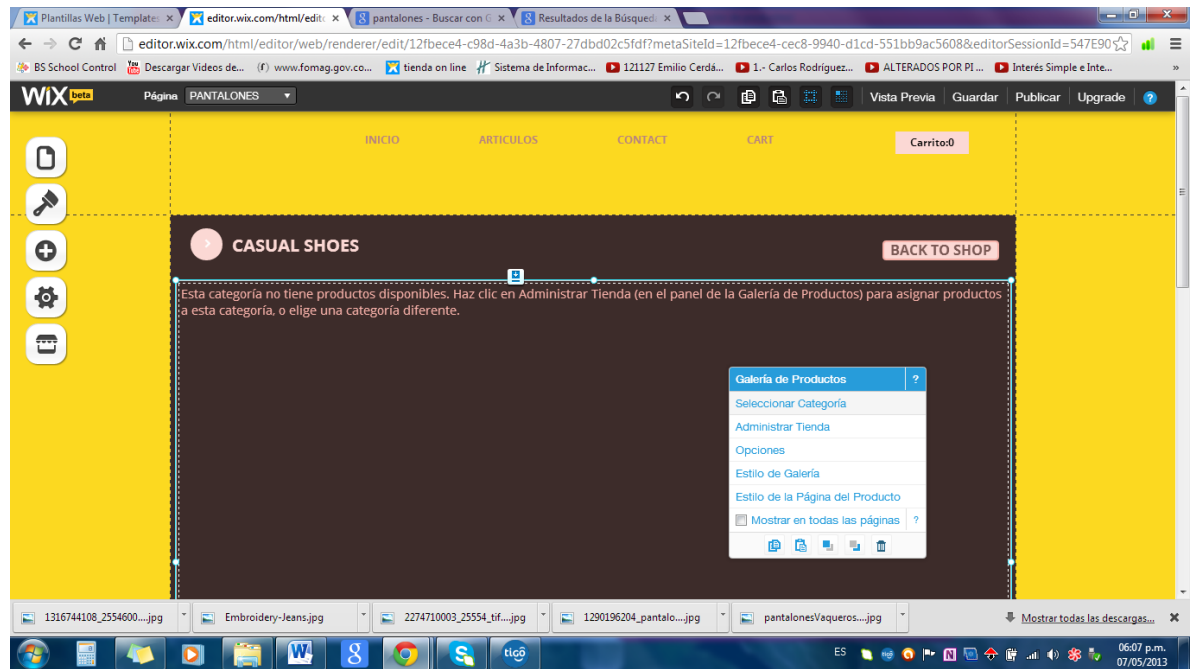 Plantillas Web | Templates × editor.wix.com/html/edito × pantalones - Buscar con G × Resultados de la Búsqueda ×
editor.wix.com/html/editor/web/renderer/edit/12fbece4-c98d-4a3b-4807-27dbd02c5fdf?metaSiteId=12fbece4-cec8-9940-d1cd-551bb9ac5608&editorSessionId=547E90
BS School Control Descargar Videos de... (f) www.fomag.gov.co... tienda on line Sistema de Informac... 121127 Emilio Cerdá... 1.- Carlos Rodríguez... ALTERADOS POR PI ... Interés Simple e Inte... »
WiX beta Página PANTALONES Vista Previa Guardar Publicar Upgrade ?
INICIO ARTICULOS CONTACT CART Carrito:0
CASUAL SHOES BACK TO SHOP
Esta categoría no tiene productos disponibles. Haz clic en Administrar Tienda (en el panel de la Galería de Productos) para asignar productos
a esta categoría, o elige una categoría diferente.
Galería de Productos ?
Seleccionar Categoría
Administrar Tienda
Opciones
Estilo de Galería
Estilo de la Página del Producto
Mostrar en todas las páginas ?
1316744108_2554600....jpg Embroidery-Jeans.jpg 2274710003_25554_tif....jpg 1290196204_pantalo....jpg pantalonesVaqueros....jpg Mostrar todas las descargas...
tigo ES 06:07 p.m.
07/05/2013